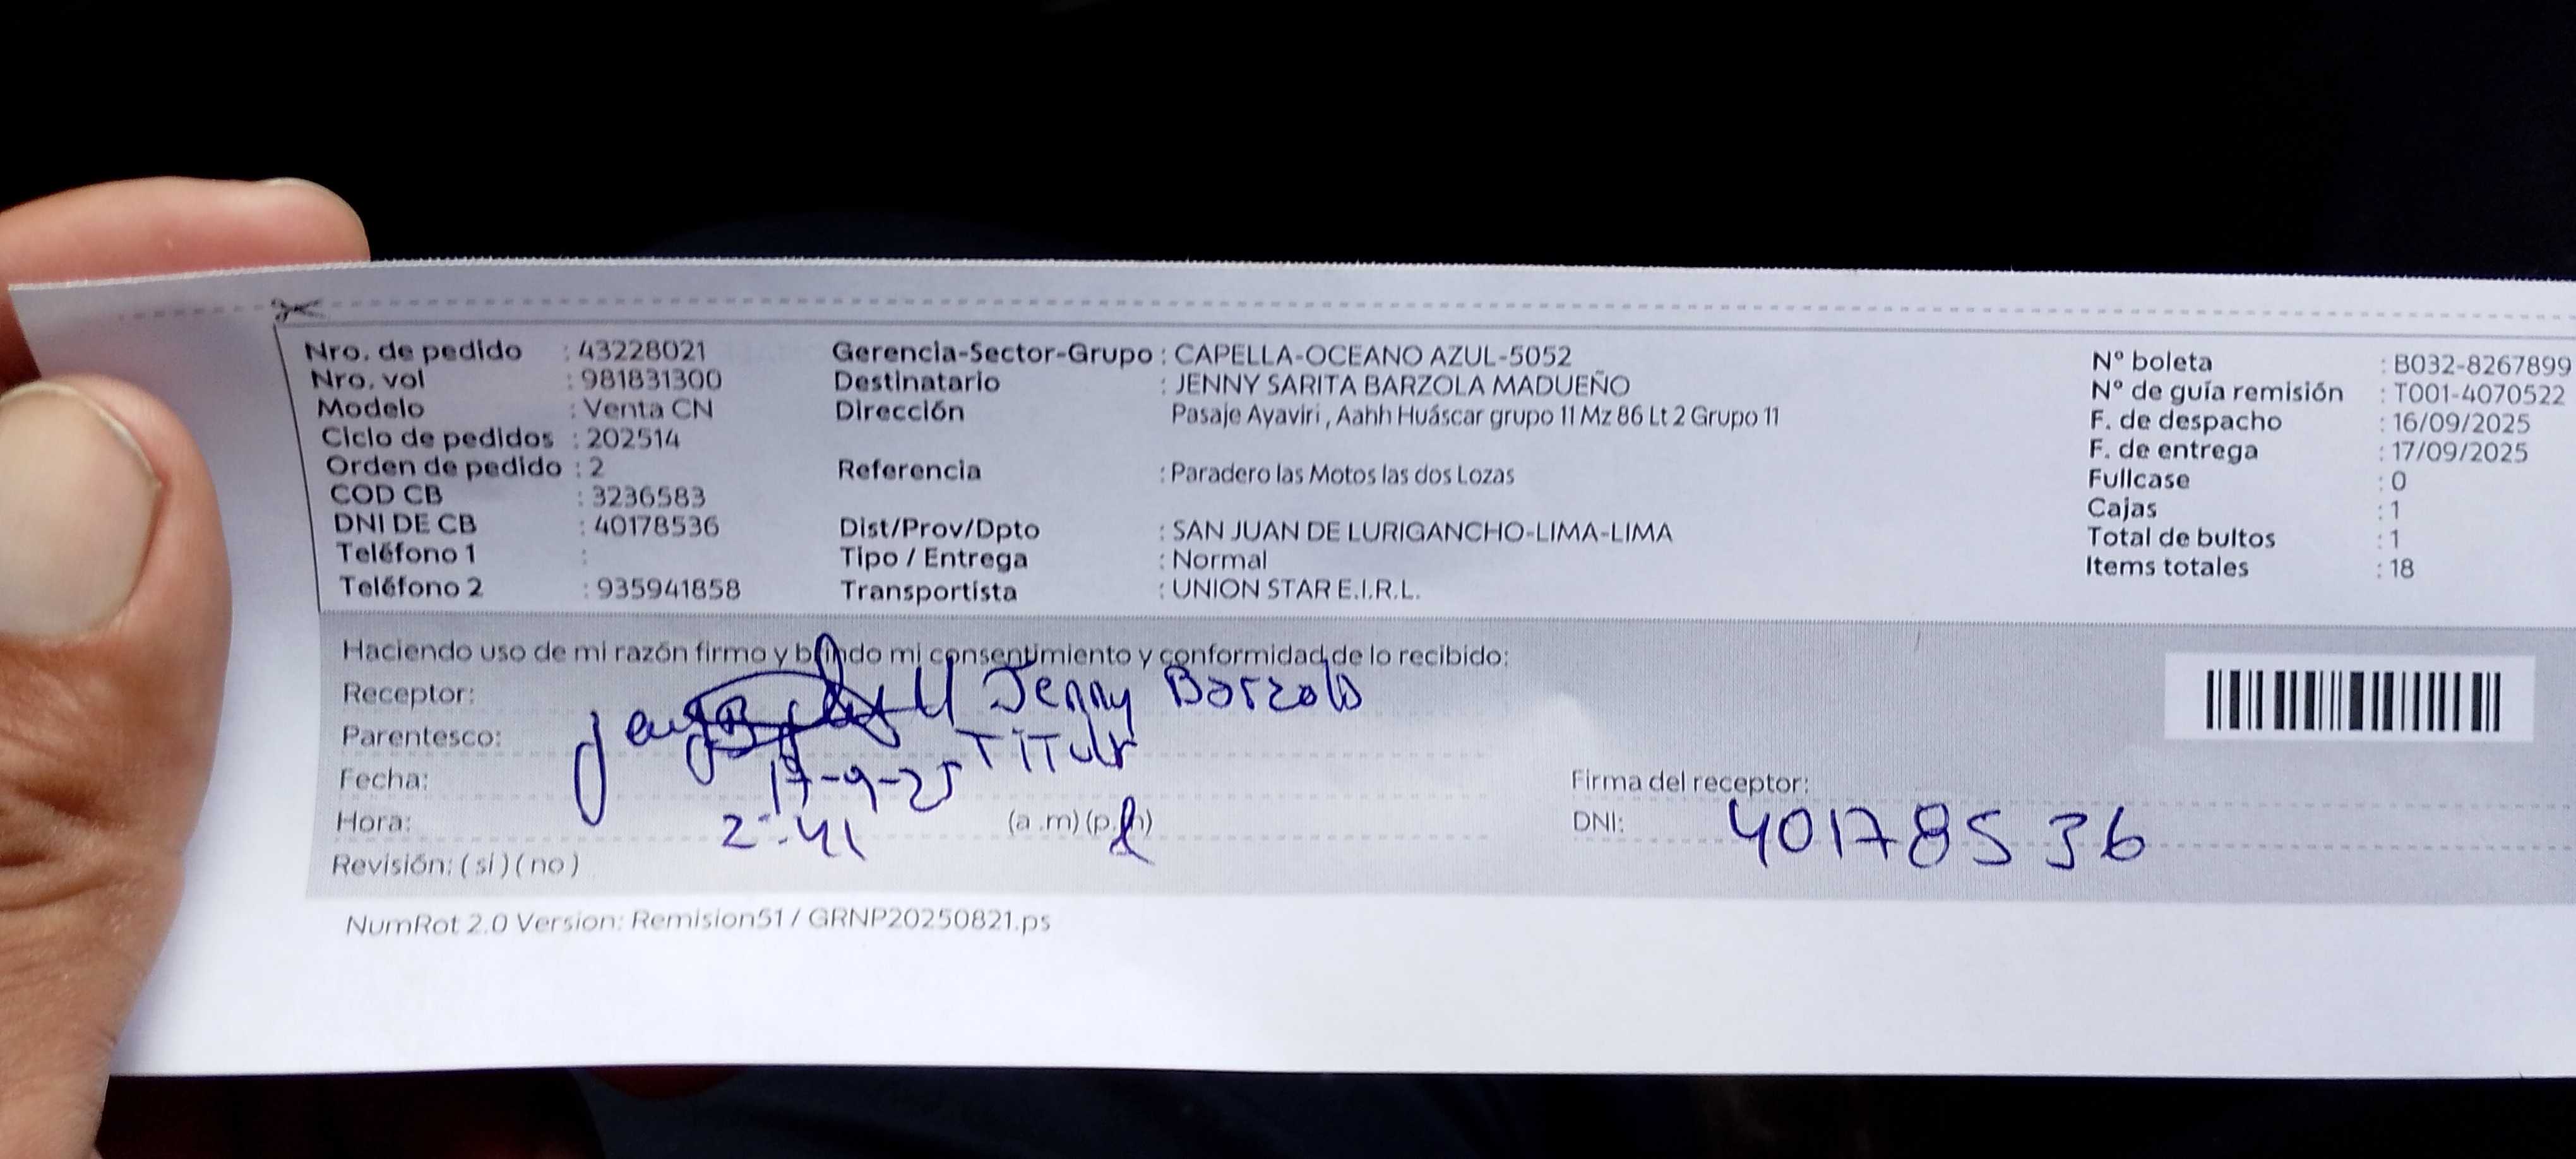 Nro. de pedido : 43228021 Gerencia-Sector-Grupo : CAPELLA-OCEANO AZUL-5052 N° boleta : B032-8267899
Nro. vol : 981831300 Destinatario : JENNY SARITA BARZOLA MADUEÑO N° de guía remisión : T001-4070522
Modelo : Venta CN Dirección Pasaje Ayaviri , Aahh Huáscar grupo 11 Mz 86 Lt 2 Grupo 11 F. de despacho : 16/09/2025
Ciclo de pedidos : 202514 F. de entrega : 17/09/2025
Orden de pedido : 2 Referencia : Paradero las Motos las dos Lozas Fullcase : 0
COD CB : 3236583 Cajas : 1
DNI DE CB : 40178536 Dist/Prov/Dpto : SAN JUAN DE LURIGANCHO-LIMA-LIMA Total de bultos : 1
Teléfono 1 : Tipo / Entrega : Normal Items totales : 18
Teléfono 2 : 935941858 Transportista : UNION STAR E.I.R.L.
Haciendo uso de mi razón firmo y brindo mi consentimiento y conformidad de lo recibido:
Receptor: Jenny Barzola
Parentesco: TiTulr
Fecha: 17-9-25 Firma del receptor:
Hora: 2:41 (a .m) (p.m) DNI: 40178536
Revisión: ( si ) ( no )
NumRot 2.0 Version: Remision51 / GRNP20250821.ps